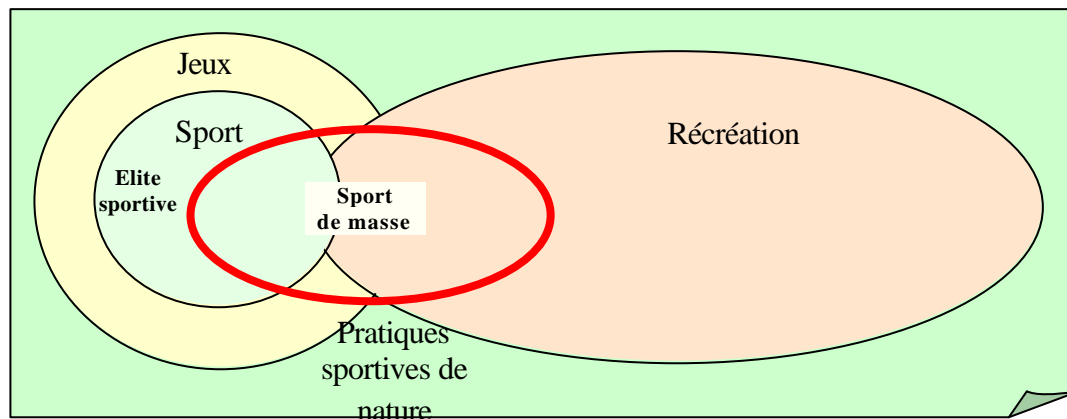 Jeux
Sport
Récréation
Elite
sportive
Sport
de masse
Pratiques
sportives de
nature